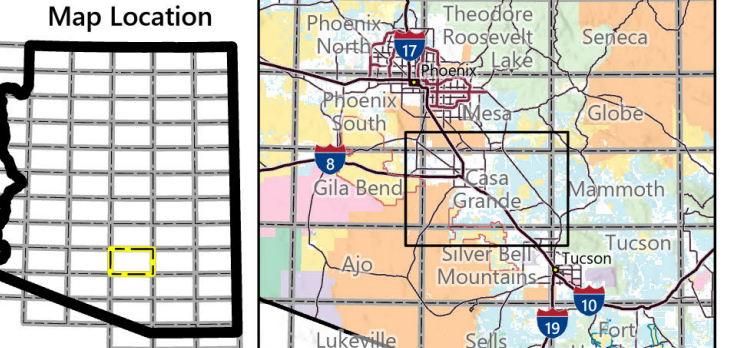 Map Location
Phoenix
North
Theodore
Roosevelt
Lake
Seneca
17
Phoenix
Phoenix
South
Mesa
Globe
8
Gila Bend
Casa
Grande
Mammoth
Ajo
Silver Bell
Mountains
Tucson
Tucson
10
19
Lukeville
Sells
Fort